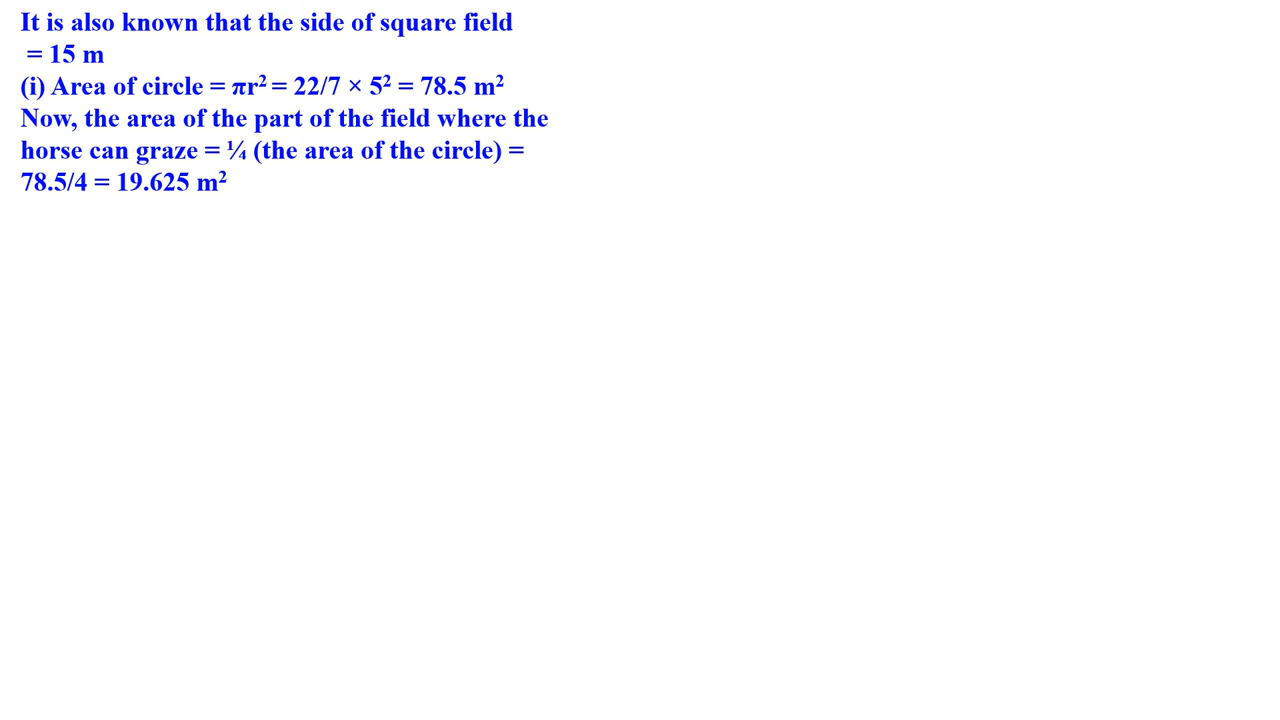 It is also known that the side of square field
= 15 m
(i) Area of circle = πr² = 22/7 × 5² = 78.5 m²
Now, the area of the part of the field where the
horse can graze = ¼ (the area of the circle) =
78.5/4 = 19.625 m²